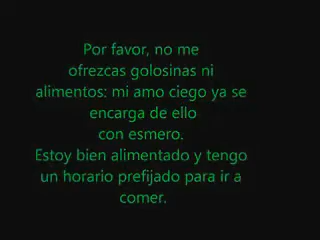 Por favor, no me
ofrezcas golosinas ni
alimentos: mi amo ciego ya se
encarga de ello
con esmero.
Estoy bien alimentado y tengo
un horario prefijado para ir a
comer.